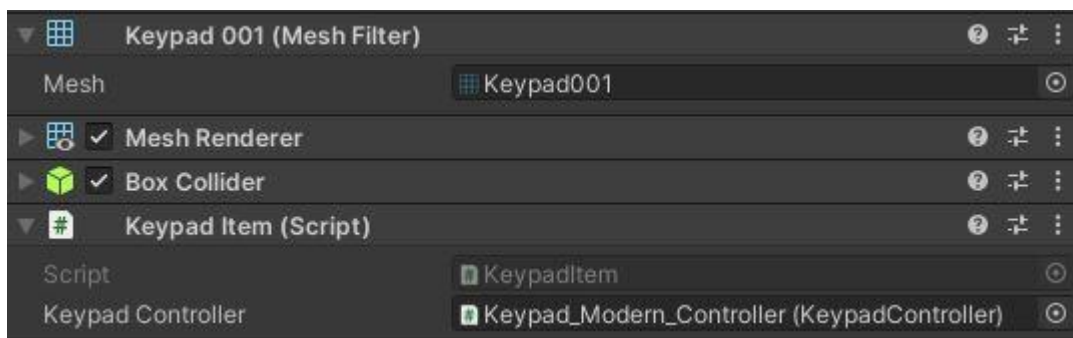 Keypad 001 (Mesh Filter)
Mesh Keypad001
Mesh Renderer
Box Collider
# Keypad Item (Script)
Script # KeypadItem
Keypad Controller # Keypad_Modern_Controller (KeypadController)